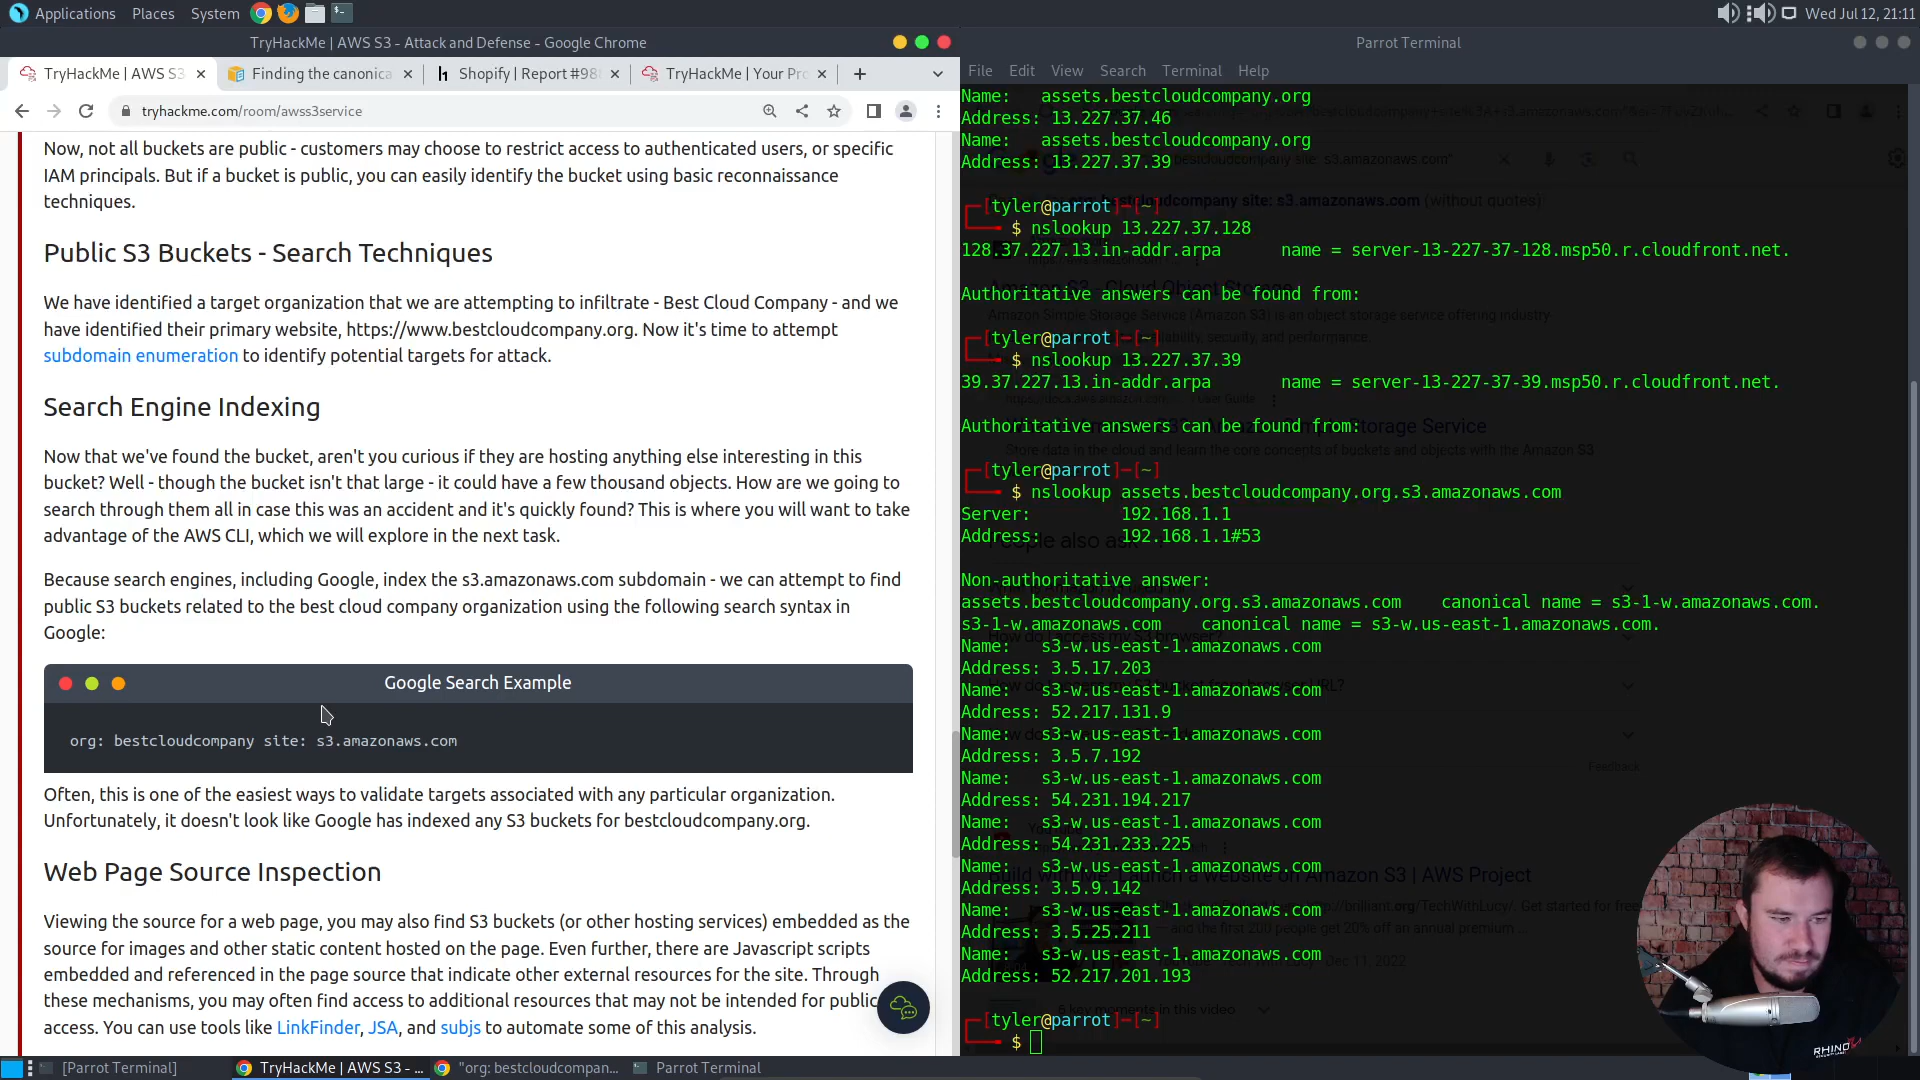 Applications Places System
Wed Jul 12, 21:11
TryHackMe | AWS S3 - Attack and Defense - Google Chrome
TryHackMe | AWS S3
Finding the canonica
Shopify | Report #98
TryHackMe | Your Pro
tryhackme.com/room/awss3service
Now, not all buckets are public - customers may choose to restrict access to authenticated users, or specific
IAM principals. But if a bucket is public, you can easily identify the bucket using basic reconnaissance
techniques.
Public S3 Buckets - Search Techniques
We have identified a target organization that we are attempting to infiltrate - Best Cloud Company - and we
have identified their primary website, https://www.bestcloudcompany.org. Now it's time to attempt
subdomain enumeration to identify potential targets for attack.
Search Engine Indexing
Now that we've found the bucket, aren't you curious if they are hosting anything else interesting in this
bucket? Well - though the bucket isn't that large - it could have a few thousand objects. How are we going to
search through them all in case this was an accident and it's quickly found? This is where you will want to take
advantage of the AWS CLI, which we will explore in the next task.
Because search engines, including Google, index the s3.amazonaws.com subdomain - we can attempt to find
public S3 buckets related to the best cloud company organization using the following search syntax in
Google:
Google Search Example
org: bestcloudcompany site: s3.amazonaws.com
Often, this is one of the easiest ways to validate targets associated with any particular organization.
Unfortunately, it doesn't look like Google has indexed any S3 buckets for bestcloudcompany.org.
Web Page Source Inspection
Viewing the source for a web page, you may also find S3 buckets (or other hosting services) embedded as the
source for images and other static content hosted on the page. Even further, there are Javascript scripts
embedded and referenced in the page source that indicate other external resources for the site. Through
these mechanisms, you may often find access to additional resources that may not be intended for public
access. You can use tools like LinkFinder, JSA, and subjs to automate some of this analysis.
Parrot Terminal
File Edit View Search Terminal Help
Name: assets.bestcloudcompany.org
Address: 13.227.37.46
Name: assets.bestcloudcompany.org
Address: 13.227.37.39
[tyler@parrot]-[~]
$ nslookup 13.227.37.128
128.37.227.13.in-addr.arpa name = server-13-227-37-128.msp50.r.cloudfront.net.
Authoritative answers can be found from:
[tyler@parrot]-[~]
$ nslookup 13.227.37.39
39.37.227.13.in-addr.arpa name = server-13-227-37-39.msp50.r.cloudfront.net.
Authoritative answers can be found from:
[tyler@parrot]-[~]
$ nslookup assets.bestcloudcompany.org.s3.amazonaws.com
Server: 192.168.1.1
Address: 192.168.1.1#53
Non-authoritative answer:
assets.bestcloudcompany.org.s3.amazonaws.com canonical name = s3-1-w.amazonaws.com.
s3-1-w.amazonaws.com canonical name = s3-w.us-east-1.amazonaws.com.
Name: s3-w.us-east-1.amazonaws.com
Address: 3.5.17.203
Name: s3-w.us-east-1.amazonaws.com
Address: 52.217.131.9
Name: s3-w.us-east-1.amazonaws.com
Address: 3.5.7.192
Name: s3-w.us-east-1.amazonaws.com
Address: 54.231.194.217
Name: s3-w.us-east-1.amazonaws.com
Address: 54.231.233.225
Name: s3-w.us-east-1.amazonaws.com
Address: 3.5.9.142
Name: s3-w.us-east-1.amazonaws.com
Address: 3.5.25.211
Name: s3-w.us-east-1.amazonaws.com
Address: 52.217.201.193
[tyler@parrot]-[~]
$
RHINO
[Parrot Terminal]
TryHackMe | AWS S3 - ...
"org: bestcloudcompan...
Parrot Terminal